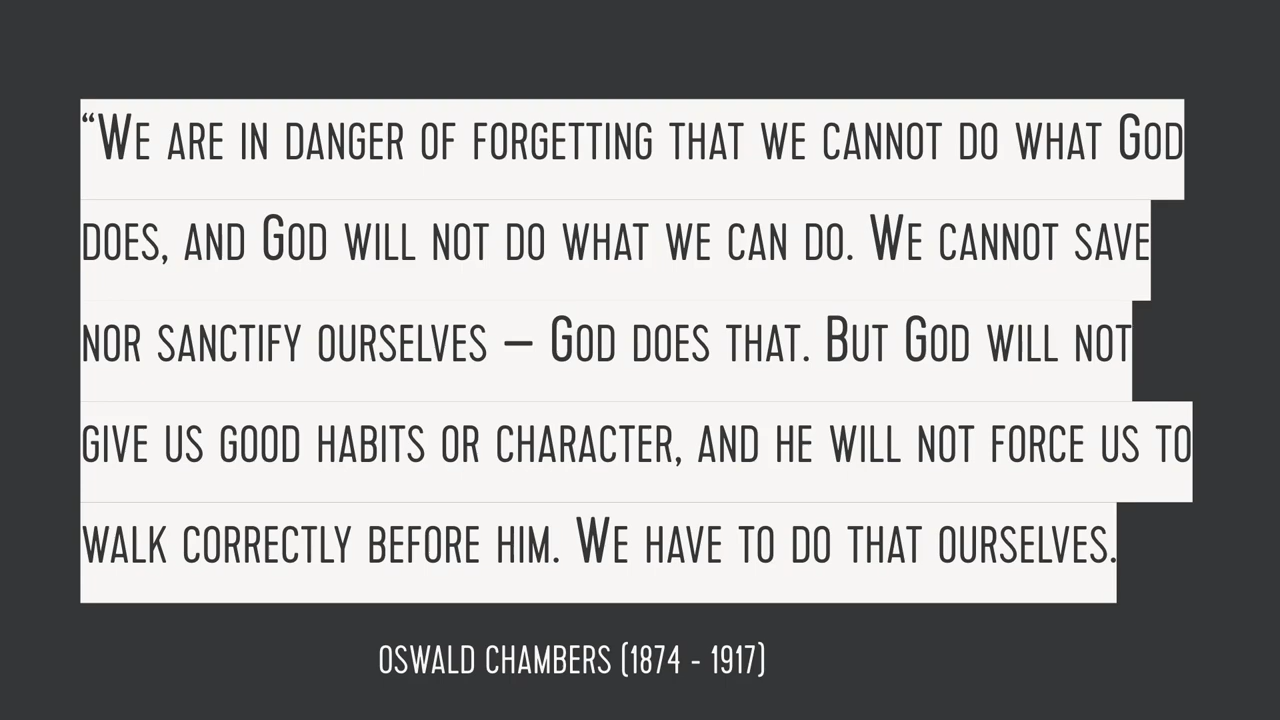 “We are in danger of forgetting that we cannot do what God
does, and God will not do what we can do. We cannot save
nor sanctify ourselves – God does that. But God will not
give us good habits or character, and he will not force us to
walk correctly before him. We have to do that ourselves.
OSWALD CHAMBERS (1874 - 1917)